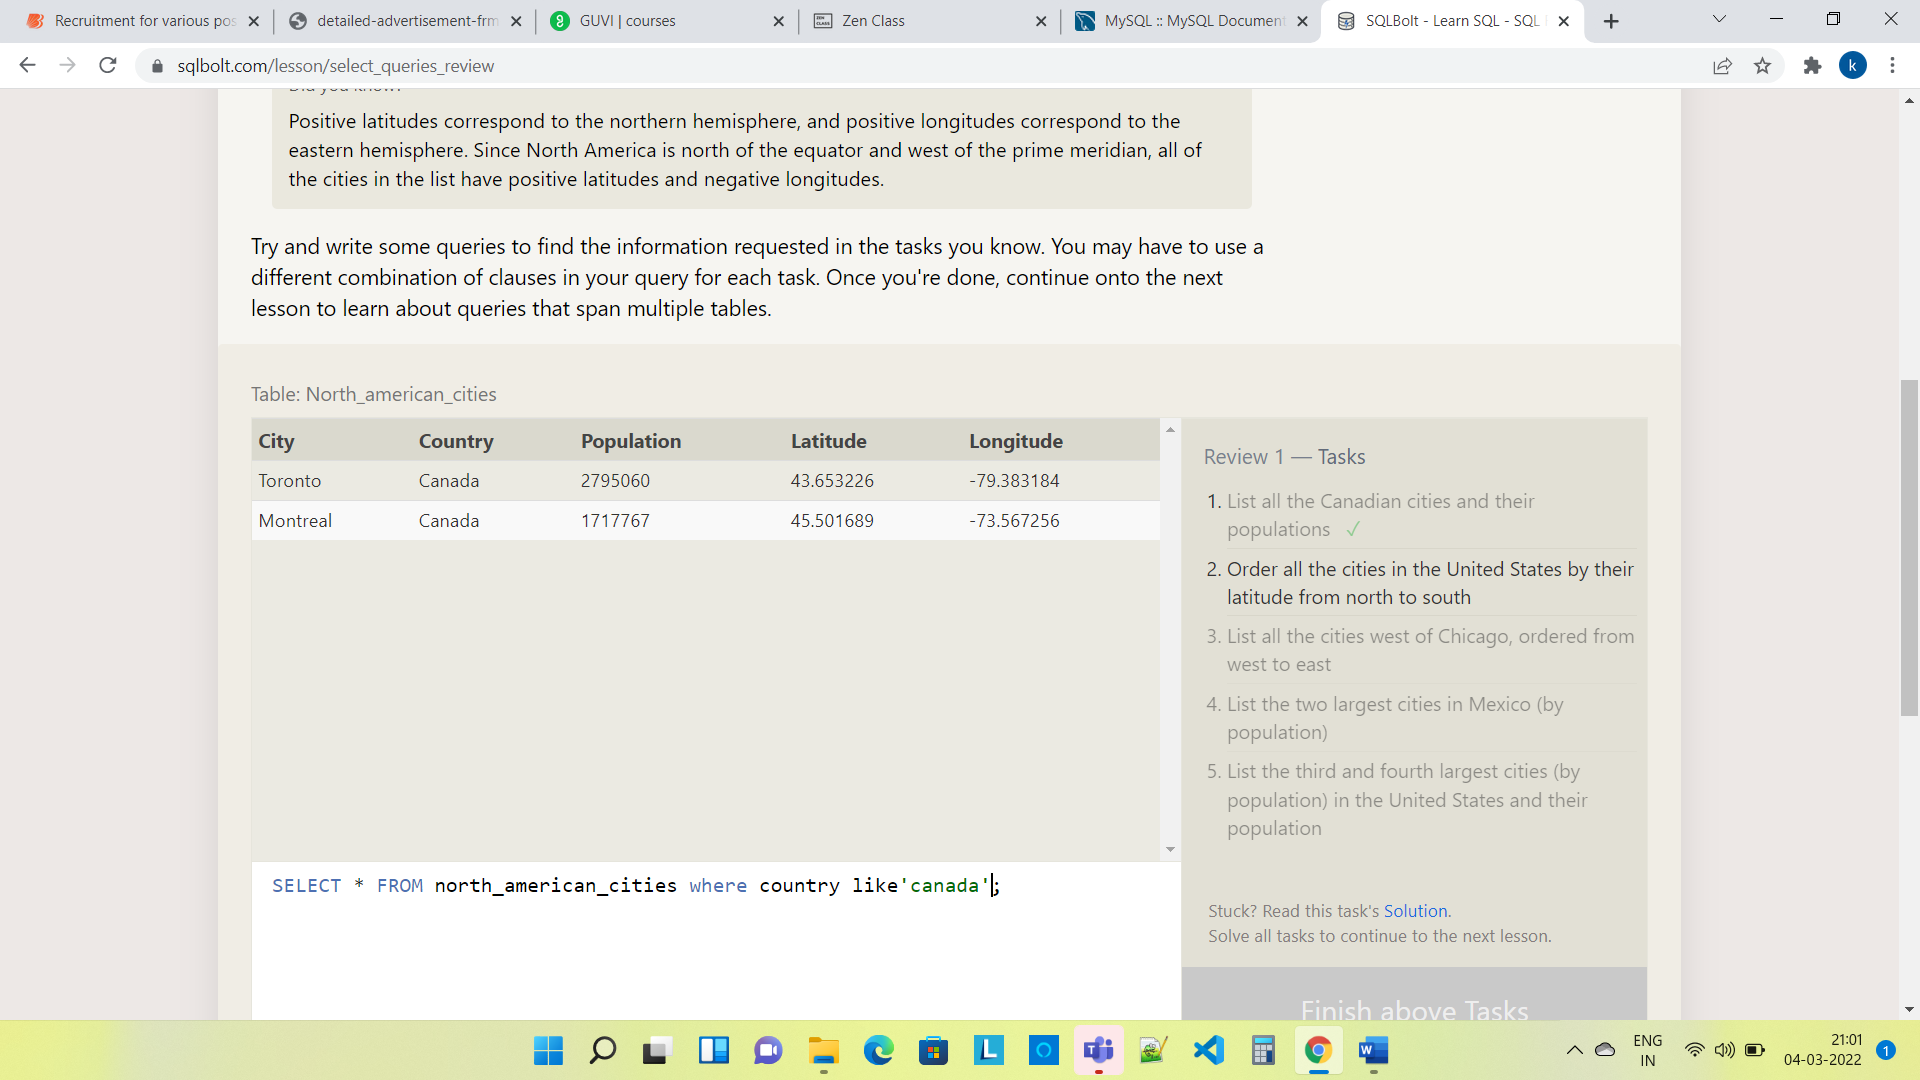 Recruitment for various pos
detailed-advertisement-frm
GUVI | courses
Zen Class
MySQL :: MySQL Document
SQLBolt - Learn SQL - SQL
sqlbolt.com/lesson/select_queries_review
k
Did you know?
Positive latitudes correspond to the northern hemisphere, and positive longitudes correspond to the
eastern hemisphere. Since North America is north of the equator and west of the prime meridian, all of
the cities in the list have positive latitudes and negative longitudes.
Try and write some queries to find the information requested in the tasks you know. You may have to use a
different combination of clauses in your query for each task. Once you're done, continue onto the next
lesson to learn about queries that span multiple tables.
Table: North_american_cities
City Country Population Latitude Longitude
Toronto Canada 2795060 43.653226 -79.383184
Montreal Canada 1717767 45.501689 -73.567256
SELECT * FROM north_american_cities where country like'canada';
Review 1 — Tasks
1. List all the Canadian cities and their
populations ✓
2. Order all the cities in the United States by their
latitude from north to south
3. List all the cities west of Chicago, ordered from
west to east
4. List the two largest cities in Mexico (by
population)
5. List the third and fourth largest cities (by
population) in the United States and their
population
Stuck? Read this task's Solution.
Solve all tasks to continue to the next lesson.
Finish above Tasks
ENG
IN
21:01
04-03-2022
1